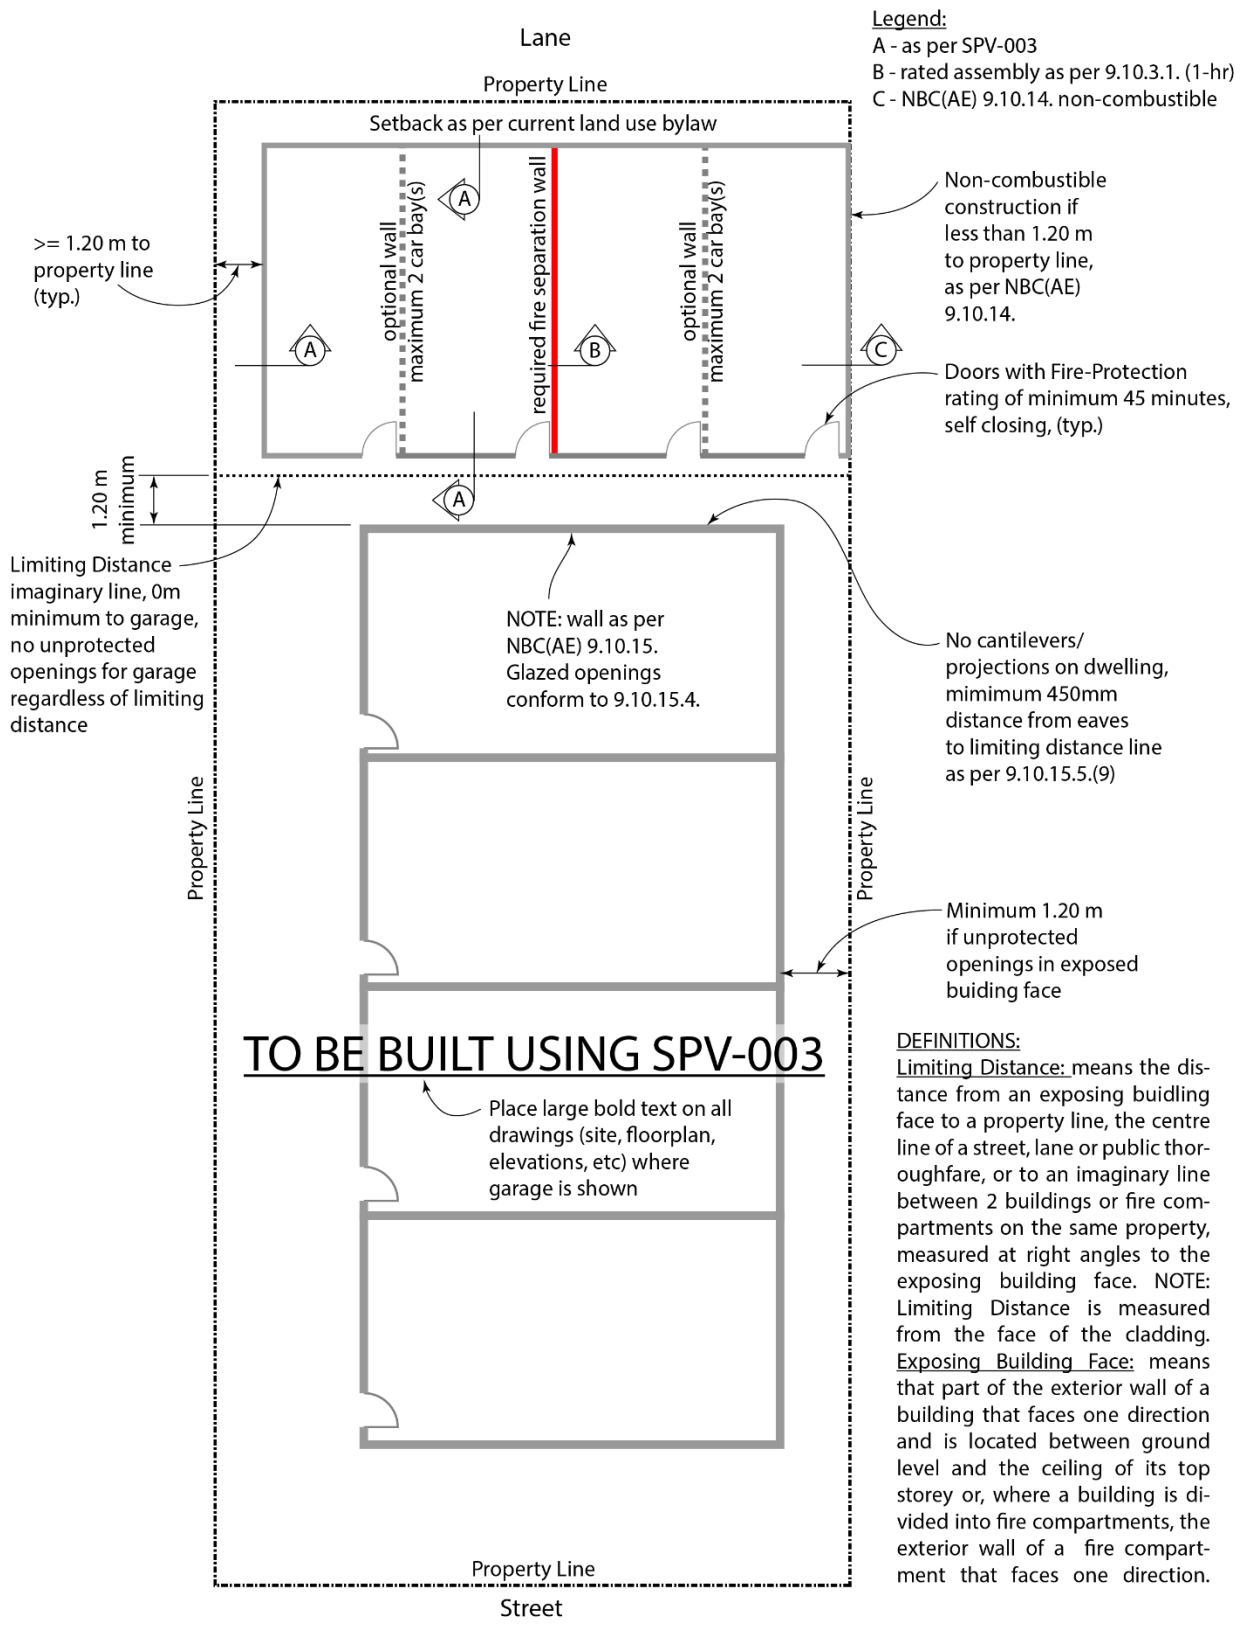 Lane
Property Line
Setback as per current land use bylaw
Legend:
A - as per SPV-003
B - rated assembly as per 9.10.3.1. (1-hr)
C - NBC(AE) 9.10.14. non-combustible
>= 1.20 m to
property line
(typ.)
optional wall
maximum 2 car bay(s)
required fire separation wall
optional wall
maximum 2 car bay(s)
A
A
B
C
A
Non-combustible
construction if
less than 1.20 m
to property line,
as per NBC(AE)
9.10.14.
Doors with Fire-Protection
rating of minimum 45 minutes,
self closing, (typ.)
1.20 m
minimum
Limiting Distance
imaginary line, 0m
minimum to garage,
no unprotected
openings for garage
regardless of limiting
distance
NOTE: wall as per
NBC(AE) 9.10.15.
Glazed openings
conform to 9.10.15.4.
No cantilevers/
projections on dwelling,
mimimum 450mm
distance from eaves
to limiting distance line
as per 9.10.15.5.(9)
Property Line
Property Line
Minimum 1.20 m
if unprotected
openings in exposed
buiding face
TO BE BUILT USING SPV-003
Place large bold text on all
drawings (site, floorplan,
elevations, etc) where
garage is shown
DEFINITIONS:
Limiting Distance: means the dis-
tance from an exposing buidling
face to a property line, the centre
line of a street, lane or public thor-
oughfare, or to an imaginary line
between 2 buildings or fire com-
partments on the same property,
measured at right angles to the
exposing building face. NOTE:
Limiting Distance is measured
from the face of the cladding.
Exposing Building Face: means
that part of the exterior wall of a
building that faces one direction
and is located between ground
level and the ceiling of its top
storey or, where a building is di-
vided into fire compartments, the
exterior wall of a fire compart-
ment that faces one direction.
Property Line
Street